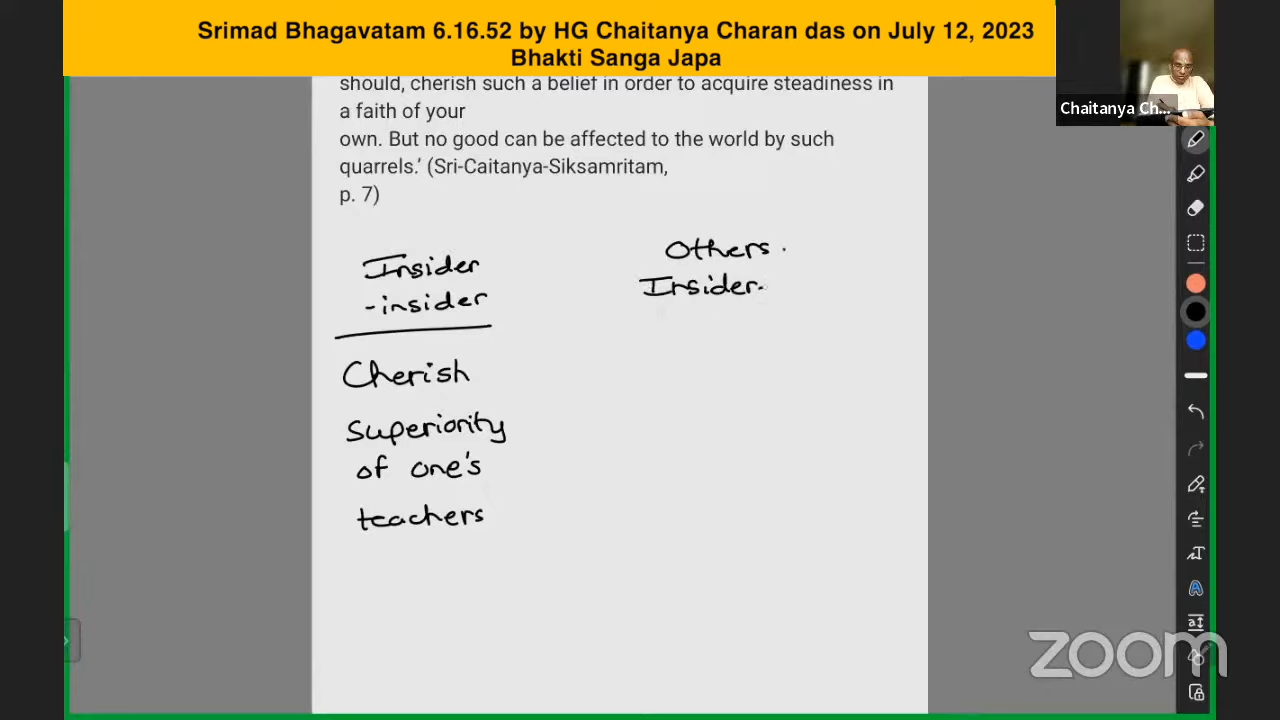 Srimad Bhagavatam 6.16.52 by HG Chaitanya Charan das on July 12, 2023
Bhakti Sanga Japa
Chaitanya Ch...
should, cherish such a belief in order to acquire steadiness in
a faith of your
own. But no good can be affected to the world by such
quarrels.' (Sri-Caitanya-Siksamritam,
p. 7)
Insider
-insider
Others.
Insider-
Cherish
superiority
of one's
teachers
zoom